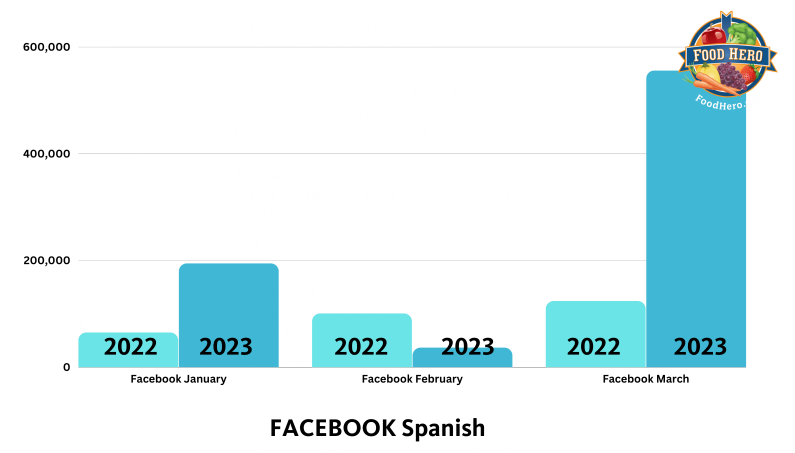 600,000
400,000
200,000
0
FOOD HERO
FoodHero.
2022 2023 2022 2023 2022 2023
Facebook January Facebook February Facebook March
FACEBOOK Spanish